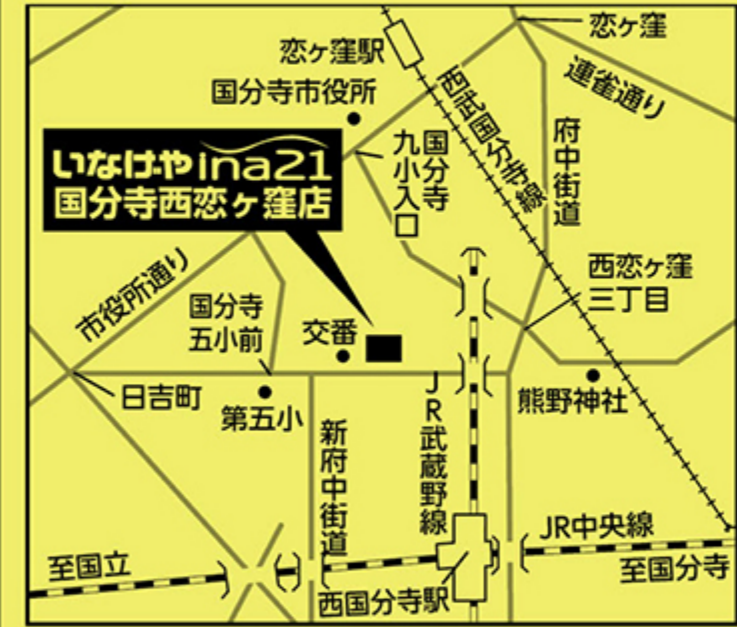 恋ヶ窪
恋ヶ窪駅
連雀通り
国分寺市役所
西武国分寺線
府中街道
国分寺
九小入口
いなげや ina21
国分寺西恋ヶ窪店
市役所通り
西恋ヶ窪
三丁目
国分寺
五小前
交番
日吉町
第五小
熊野神社
新府中街道
JR武蔵野線
JR中央線
至国立
至国分寺
西国分寺駅